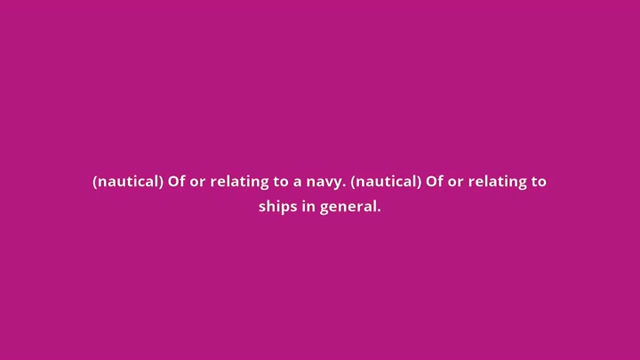 (nautical) Of or relating to a navy. (nautical) Of or relating to
ships in general.